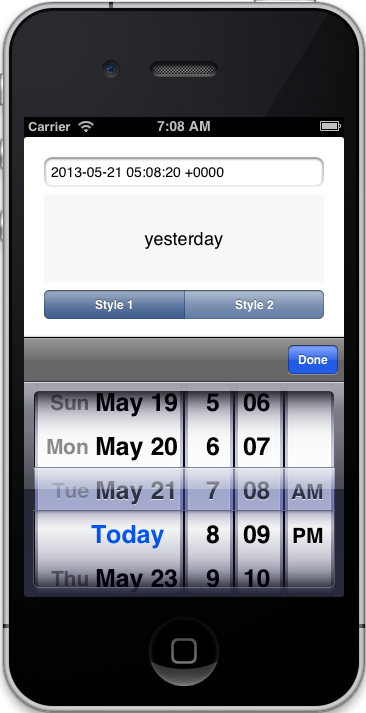 Carrier 7:08 AM
2013-05-21 05:08:20 +0000
yesterday
Style 1 Style 2
Done
Sun May 19 5 06
Mon May 20 6 07
Tue May 21 7 08 AM
Today 8 09 PM
Thu May 23 9 10